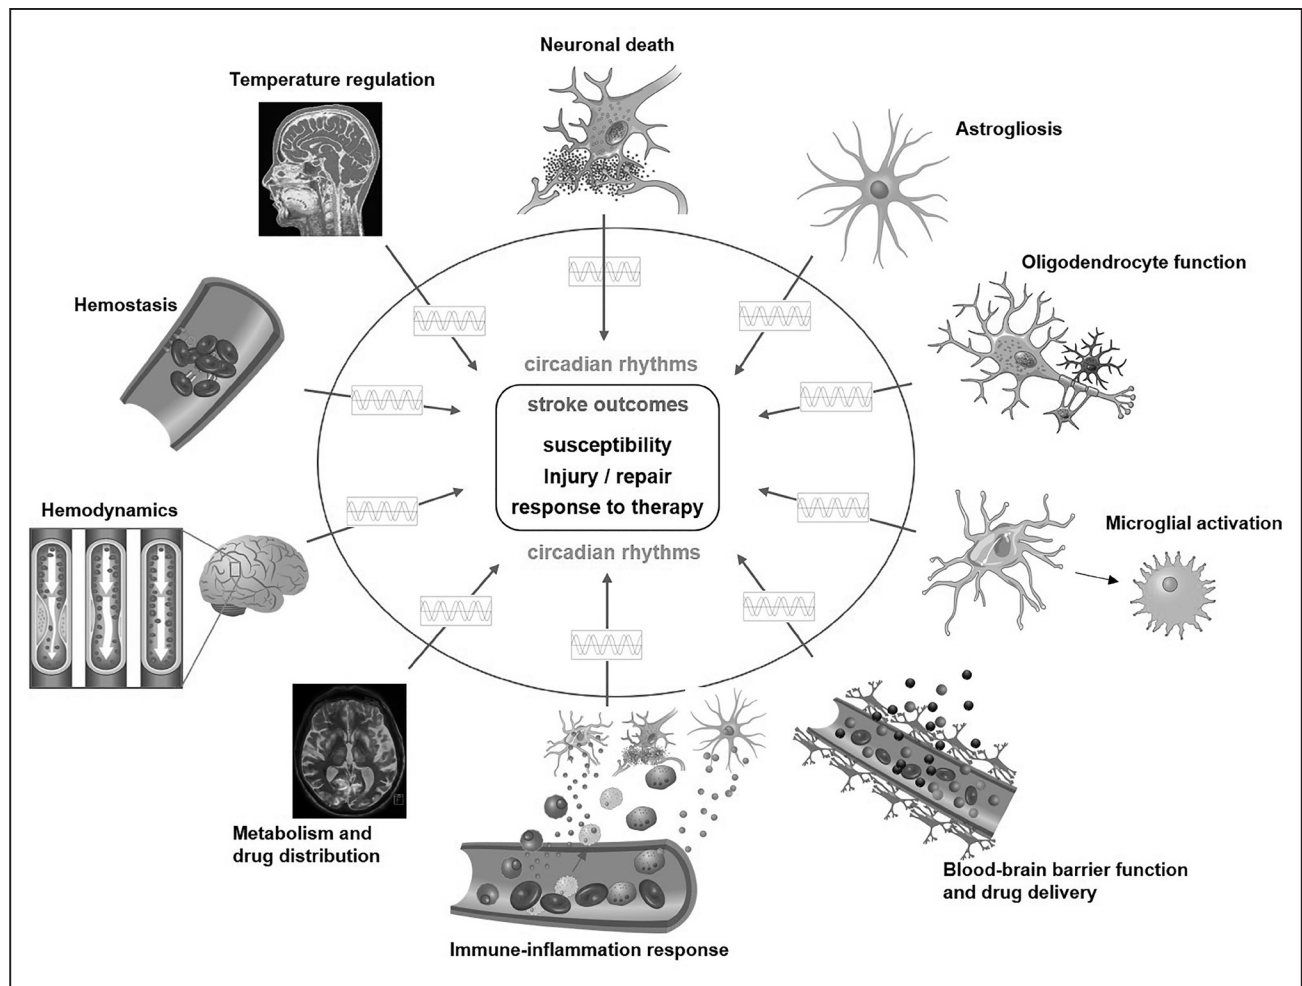 Neuronal death
Temperature regulation
Astrogliosis
Oligodendrocyte function
Hemostasis
circadian rhythms
stroke outcomes
susceptibility
Injury / repair
response to therapy
circadian rhythms
Hemodynamics
Microglial activation
Metabolism and
drug distribution
Blood-brain barrier function
and drug delivery
Immune-inflammation response